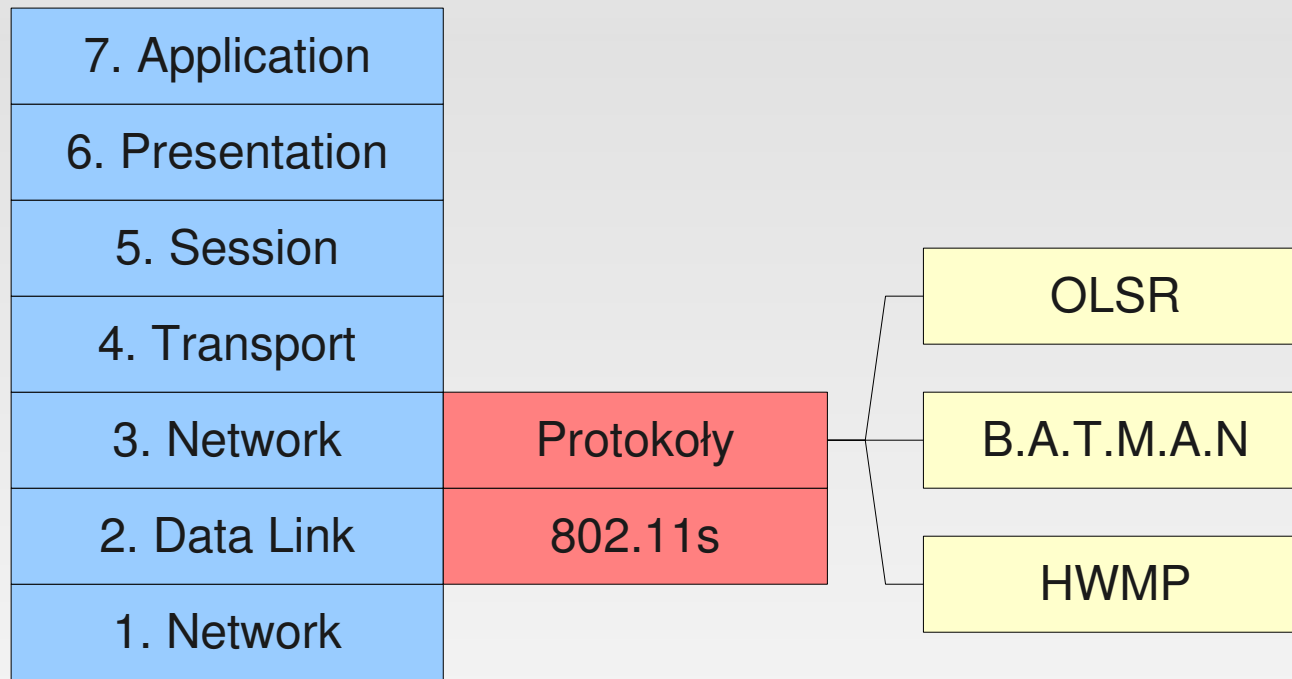 7. Application
6. Presentation
5. Session
4. Transport
3. Network
2. Data Link
1. Network
Protokoły
802.11s
OLSR
B.A.T.M.A.N
HWMP